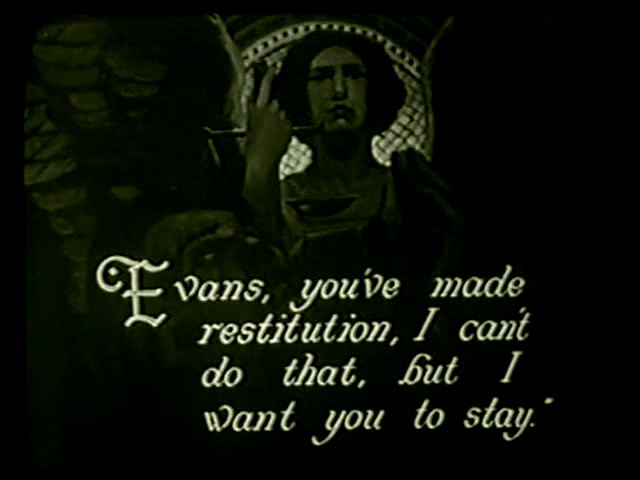 Evans, you've made
restitution, I can't
do that, but I
want you to stay."